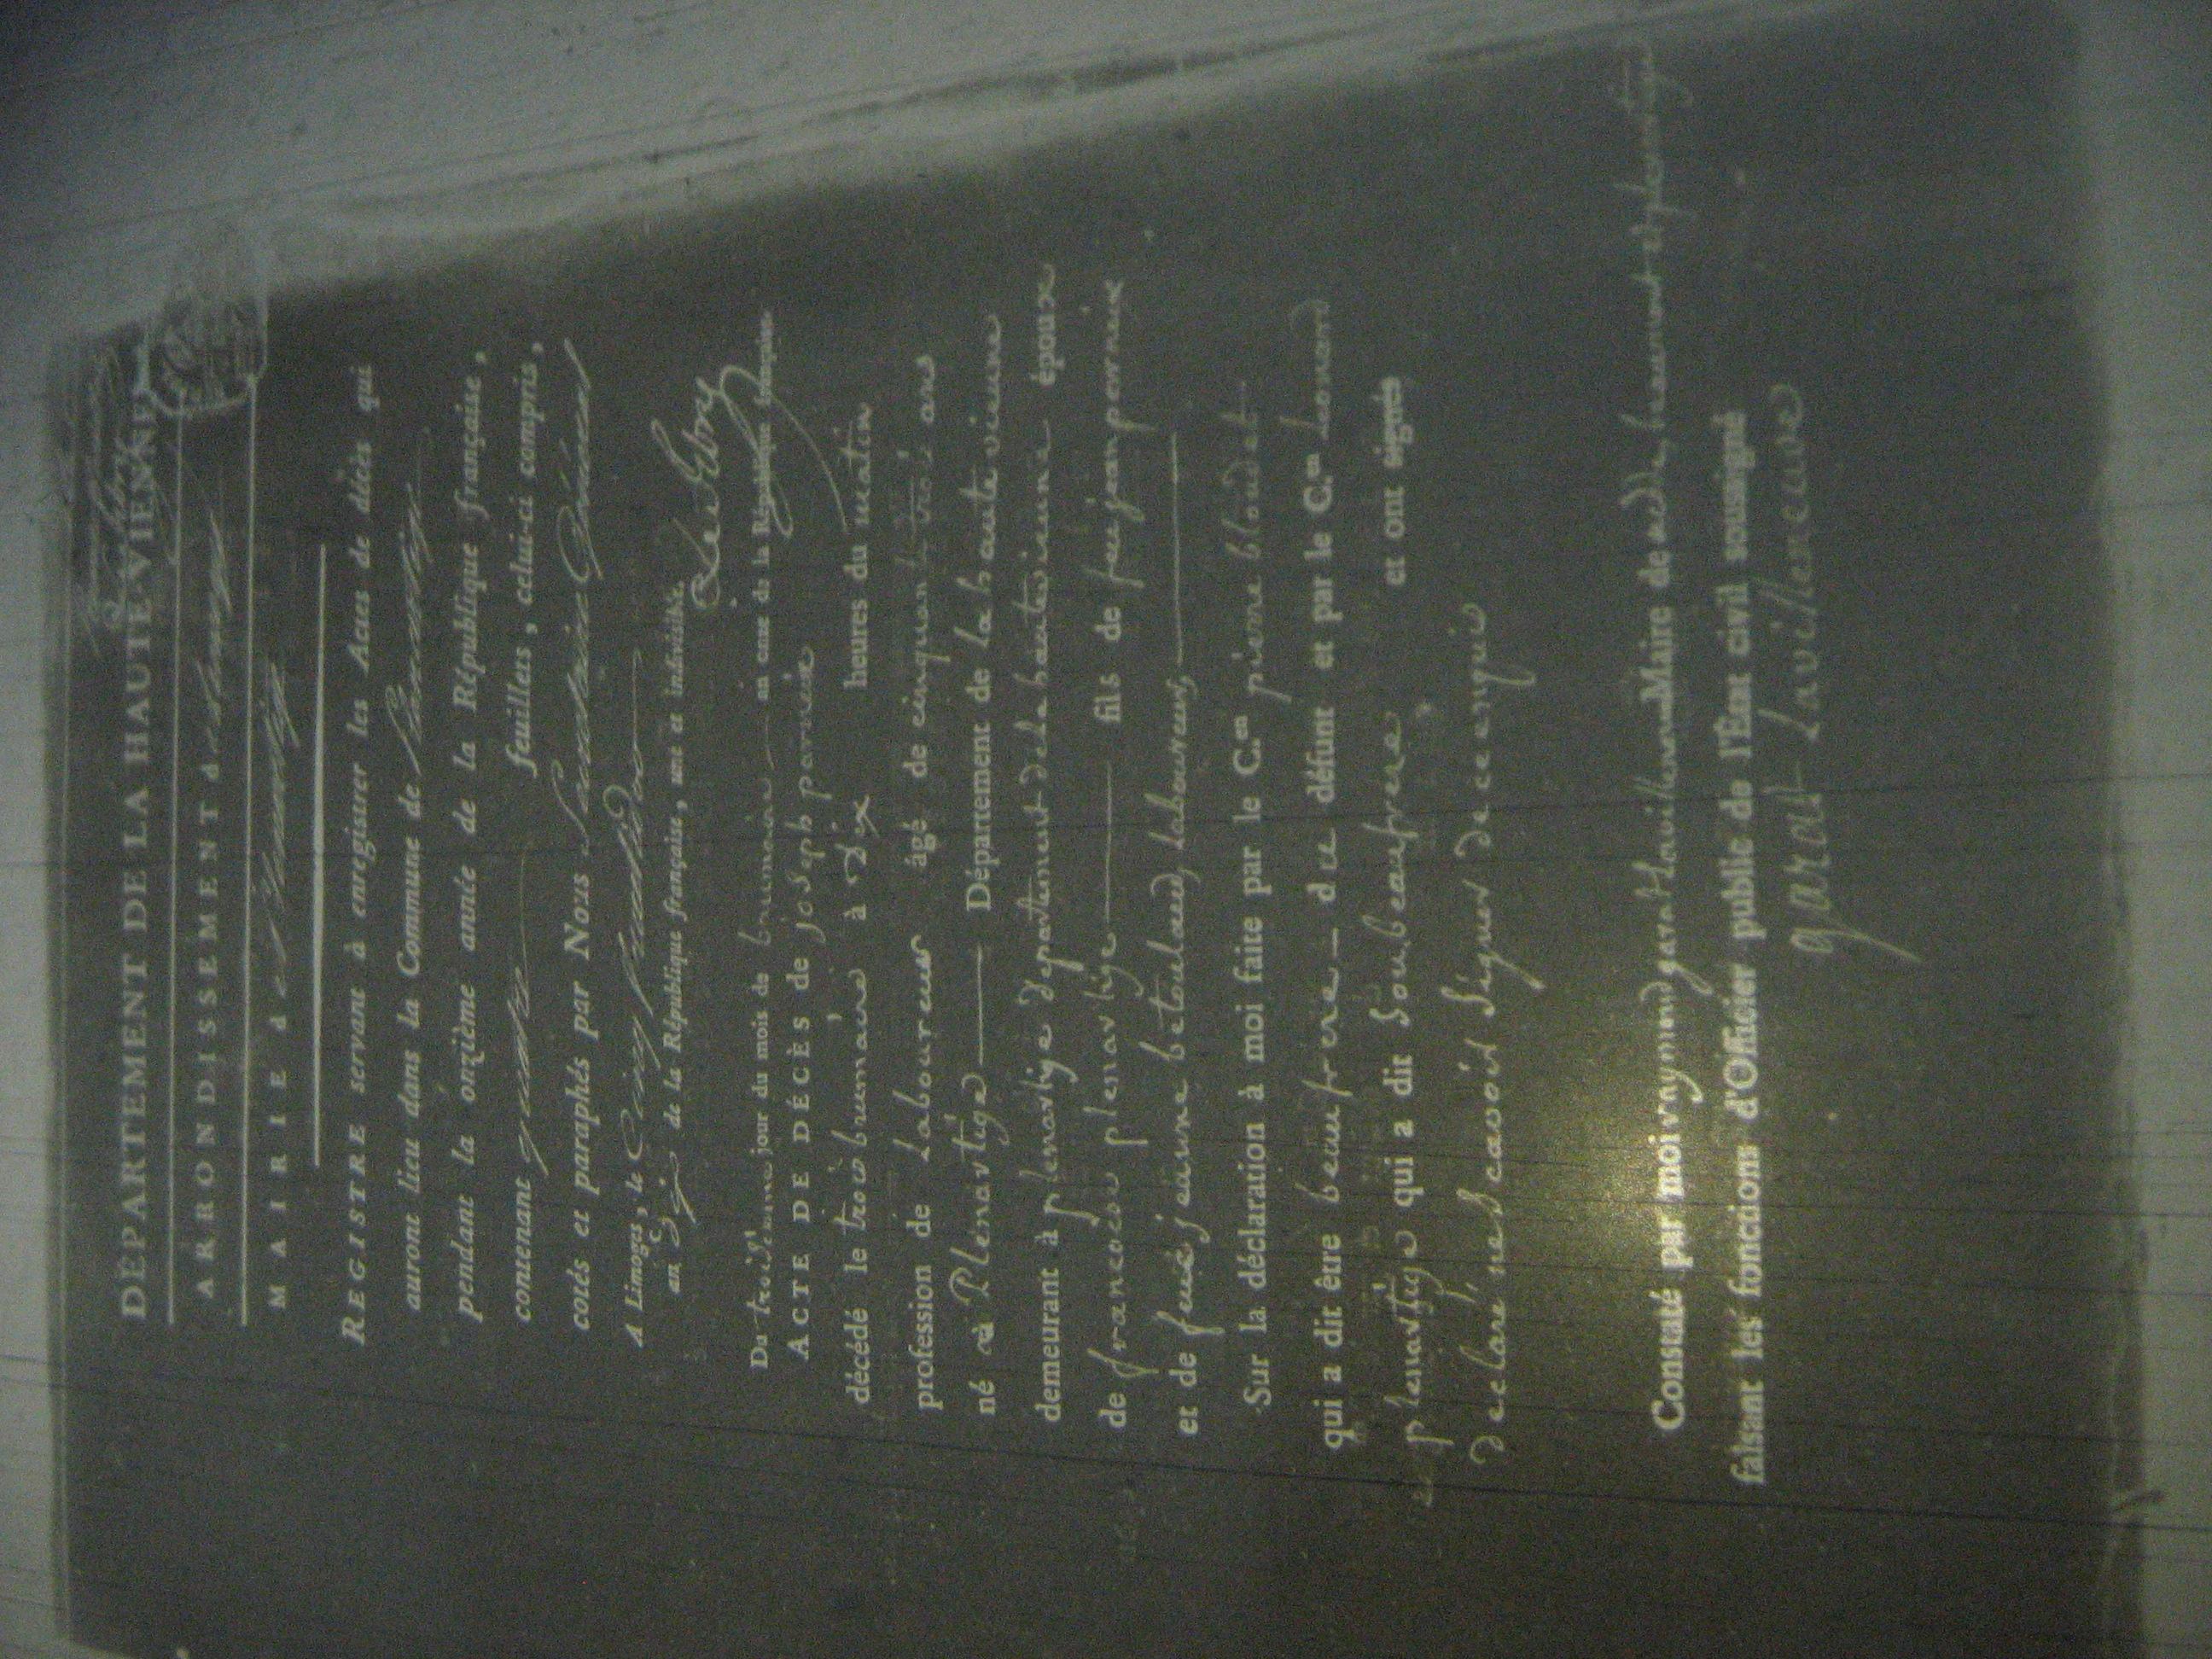 DÉPARTEMENT DE LA HAUTE-VIENNE
ARRONDISSEMENT de Limoges
MAIRIE de
REGISTRE servant à enregistrer les Actes de décès qui
auront lieu dans la Commune de Plenartige
pendant la onzième année de la République française,
contenant quatre feuillets, celui-ci compris,
cotés et paraphés par Nous Secretaire Général
A Limoges, le Cinq fructidor
an Dix de la République française, une et indivisible.
Du troisieme jour du mois de brumaire an onze de la République française.
ACTE DE DÉCÈS de joseph parneix
décédé le trois brumaire à Dix heures du matin
profession de Laboureur âgé de cinquante trois ans
né à Plenartige Département de la haute vienne
demeurant à plenartige departement de la haute vienne époux
de francoise plenartige fils de feu jean parneix
et de feue jeanne betoulaud, Laboureur,
Sur la déclaration à moi faite par le C.en pierre bloudet
qui a dit être beaufrere du défunt et par le C.en Leonard
plenartige qui a dit Son beaufrere et ont signés
declaré ne Scavoir Signer de ce enquis
Constaté par moi raymond garat Lavilleneuve Maire de nedde, beaumont et plenartige
faisant les fonctions d'Officier public de l'État civil soussigné
garat Lavilleneuve